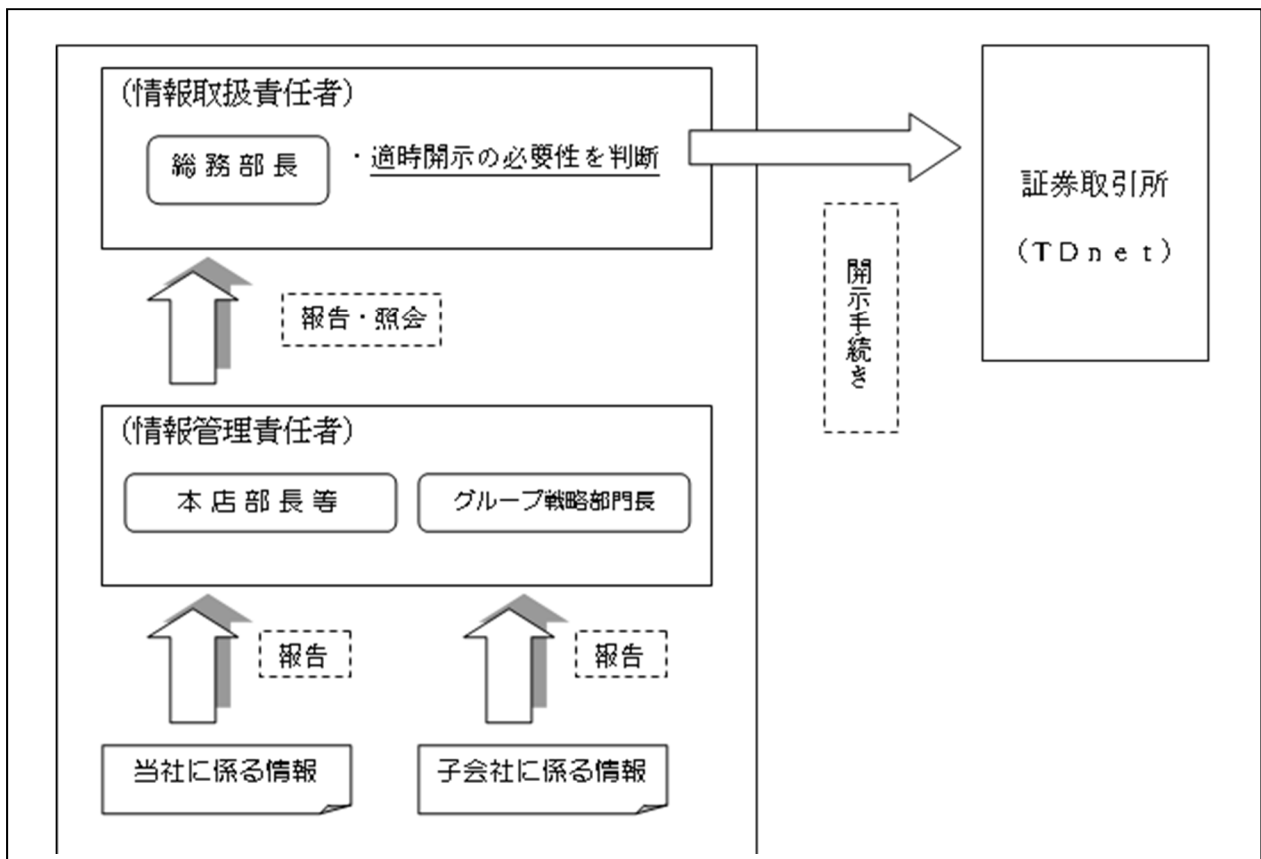 (情報取扱責任者)
総務部長
・適時開示の必要性を判断
証券取引所
(TDnet)
開示手続き
報告・照会
(情報管理責任者)
本店部長等
グループ戦略部門長
報告
報告
当社に係る情報
子会社に係る情報